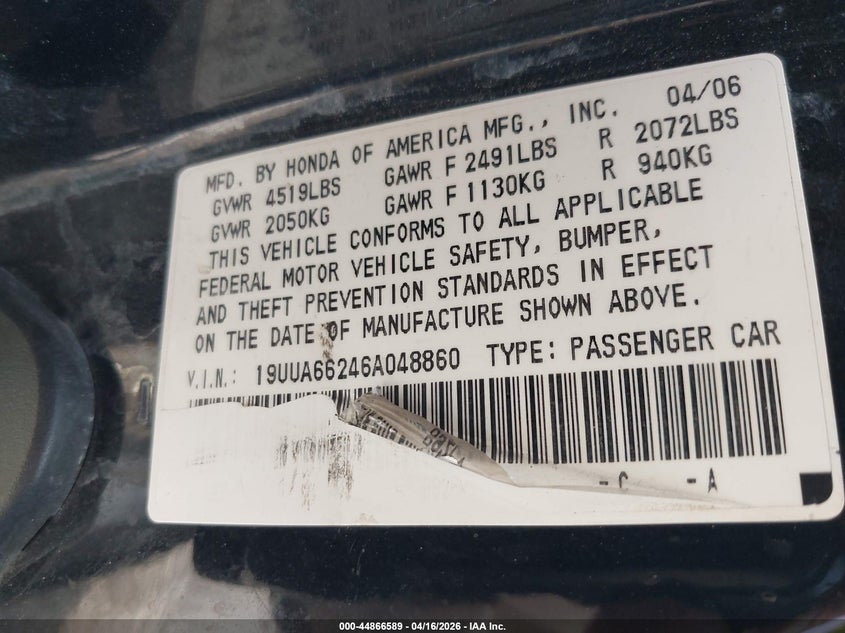 MFD. BY HONDA OF AMERICA MFG., INC. 04/06
GVWR 4519LBS GAWR F 2491LBS R 2072LBS
GVWR 2050KG GAWR F 1130KG R 940KG
THIS VEHICLE CONFORMS TO ALL APPLICABLE
FEDERAL MOTOR VEHICLE SAFETY, BUMPER,
AND THEFT PREVENTION STANDARDS IN EFFECT
ON THE DATE OF MANUFACTURE SHOWN ABOVE.
V.I.N.: 19UUA66246A048860 TYPE: PASSENGER CAR
-C -A
000-44866589 - 04/16/2026 - IAA Inc.